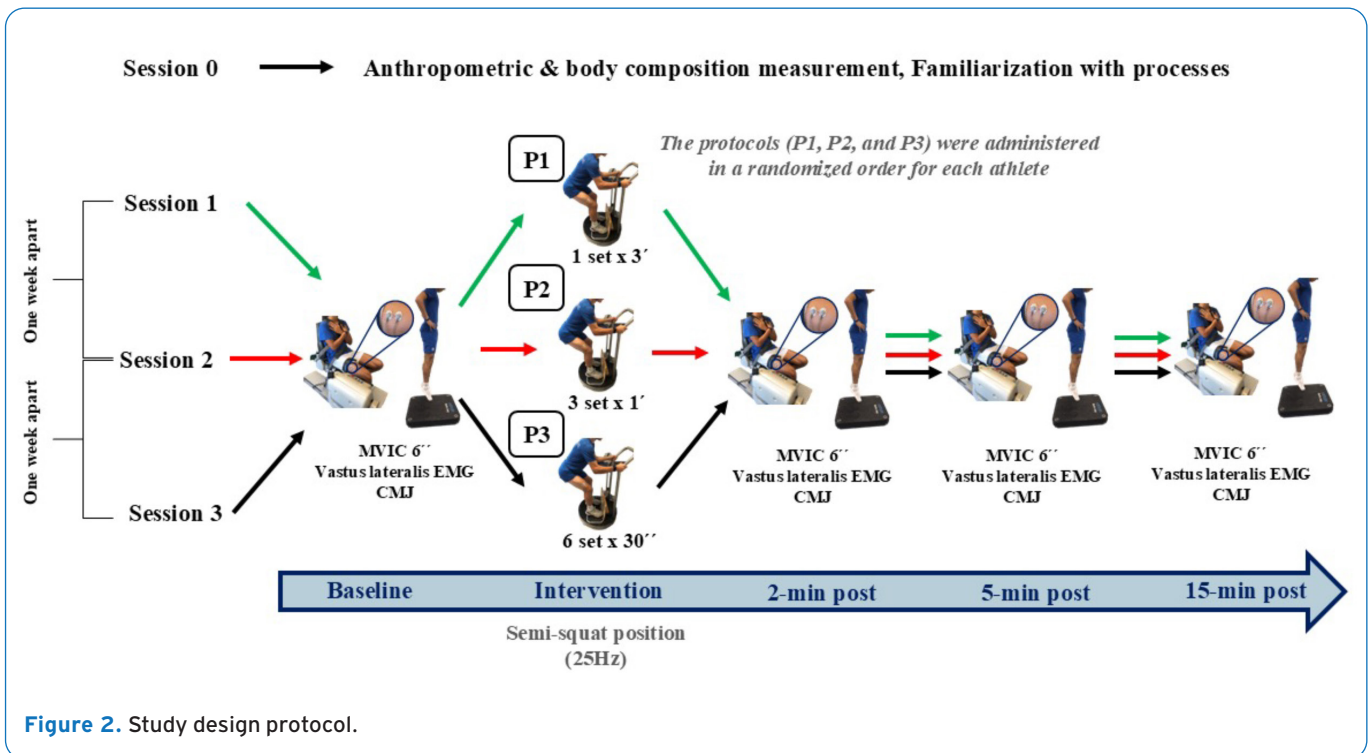 Session 0
Anthropometric & body composition measurement, Familiarization with processes
P1
The protocols (P1, P2, and P3) were administered
in a randomized order for each athlete
Session 1
1 set x 3´
One week apart
P2
Session 2
3 set x 1´
One week apart
P3
Session 3
6 set x 30´´
MVIC 6´´
Vastus lateralis EMG
CMJ
MVIC 6´´
Vastus lateralis EMG
CMJ
MVIC 6´´
Vastus lateralis EMG
CMJ
MVIC 6´´
Vastus lateralis EMG
CMJ
Baseline
Intervention
2-min post
5-min post
15-min post
Semi-squat position
(25Hz)
Figure 2. Study design protocol.